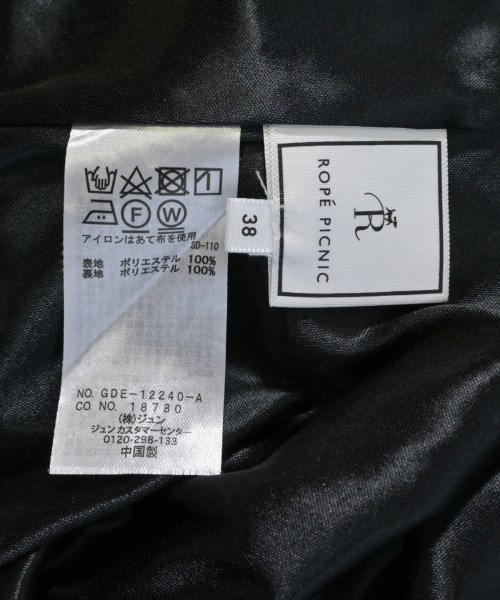 F W
アイロンはあて布を使用
SD-110
表地 ポリエステル 100%
裏地 ポリエステル 100%
NO. GDE-12240-A
CO. NO. 18780
(株)ジュン
ジュンカスタマーセンター
0120-298-133
中国製
38
R
ROPÉ PICNIC